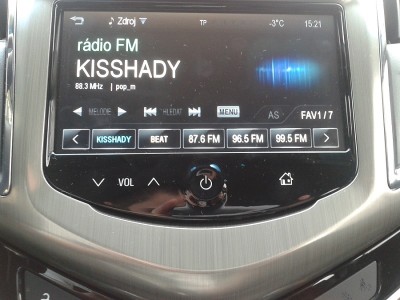 Zdroj TP -3°C 15:21
rádio FM
KISSHADY
88.3 MHz | pop_m
MELODIE HLEDAT MENU AS FAV1 / 7
KISSHADY BEAT 87.6 FM 96.5 FM 99.5 FM
VOL